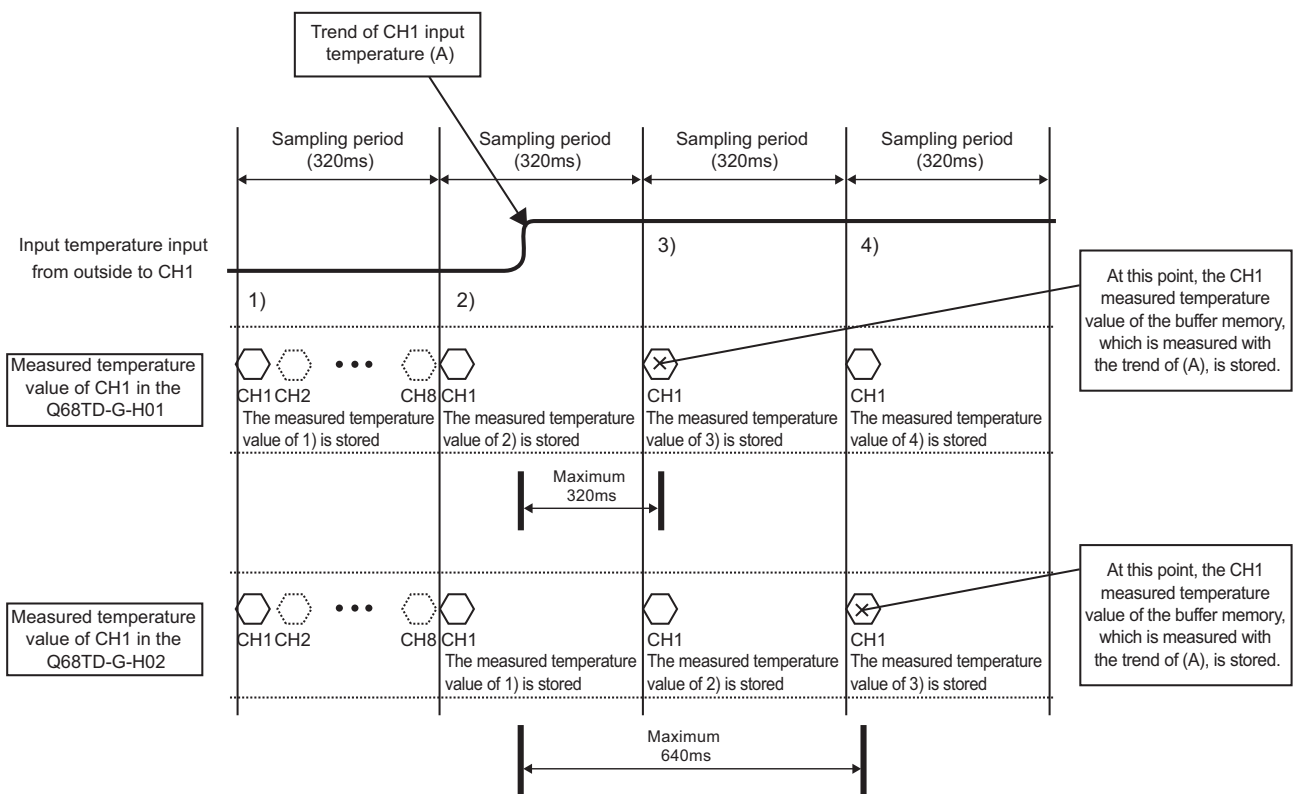 Trend of CH1 input
temperature (A)
Sampling period
(320ms)
Sampling period
(320ms)
Sampling period
(320ms)
Sampling period
(320ms)
Input temperature input
from outside to CH1
1)
2)
3)
4)
At this point, the CH1
measured temperature
value of the buffer memory,
which is measured with
the trend of (A), is stored.
Measured temperature
value of CH1 in the
Q68TD-G-H01
CH1 CH2 CH8 CH1 CH1 CH1
The measured temperature
value of 1) is stored
The measured temperature
value of 2) is stored
The measured temperature
value of 3) is stored
The measured temperature
value of 4) is stored
Maximum
320ms
Measured temperature
value of CH1 in the
Q68TD-G-H02
CH1 CH2 CH8 CH1 CH1 CH1
The measured temperature
value of 1) is stored
The measured temperature
value of 2) is stored
The measured temperature
value of 3) is stored
At this point, the CH1
measured temperature
value of the buffer memory,
which is measured with
the trend of (A), is stored.
Maximum
640ms